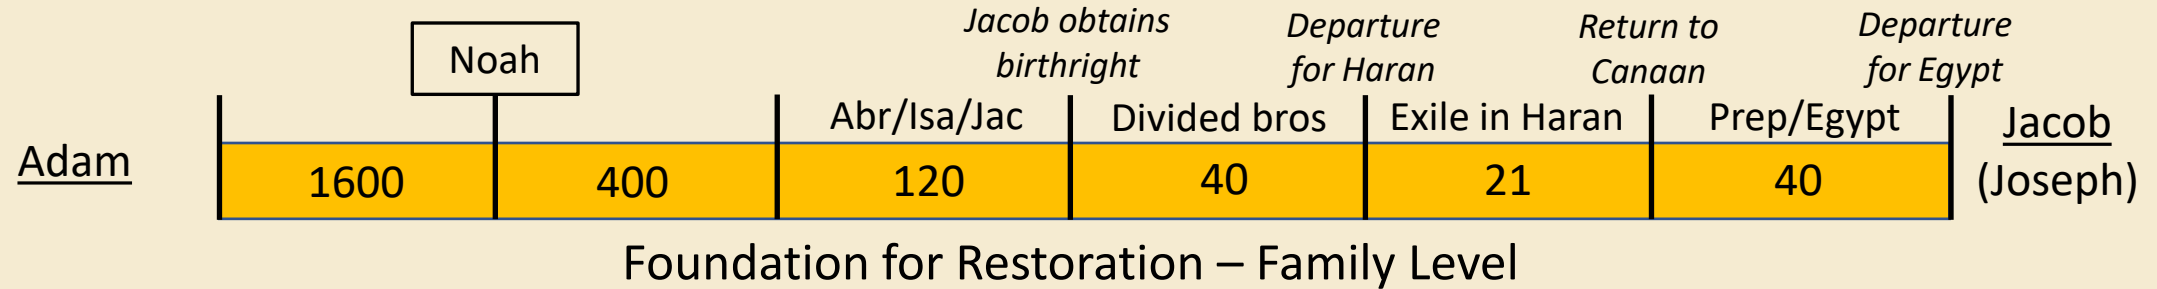 Jacob obtains
birthright
Departure
for Haran
Return to
Canaan
Departure
for Egypt
Noah
Abr/Isa/Jac
Divided bros
Exile in Haran
Prep/Egypt
Adam
1600
400
120
40
21
40
Jacob
(Joseph)
Foundation for Restoration – Family Level